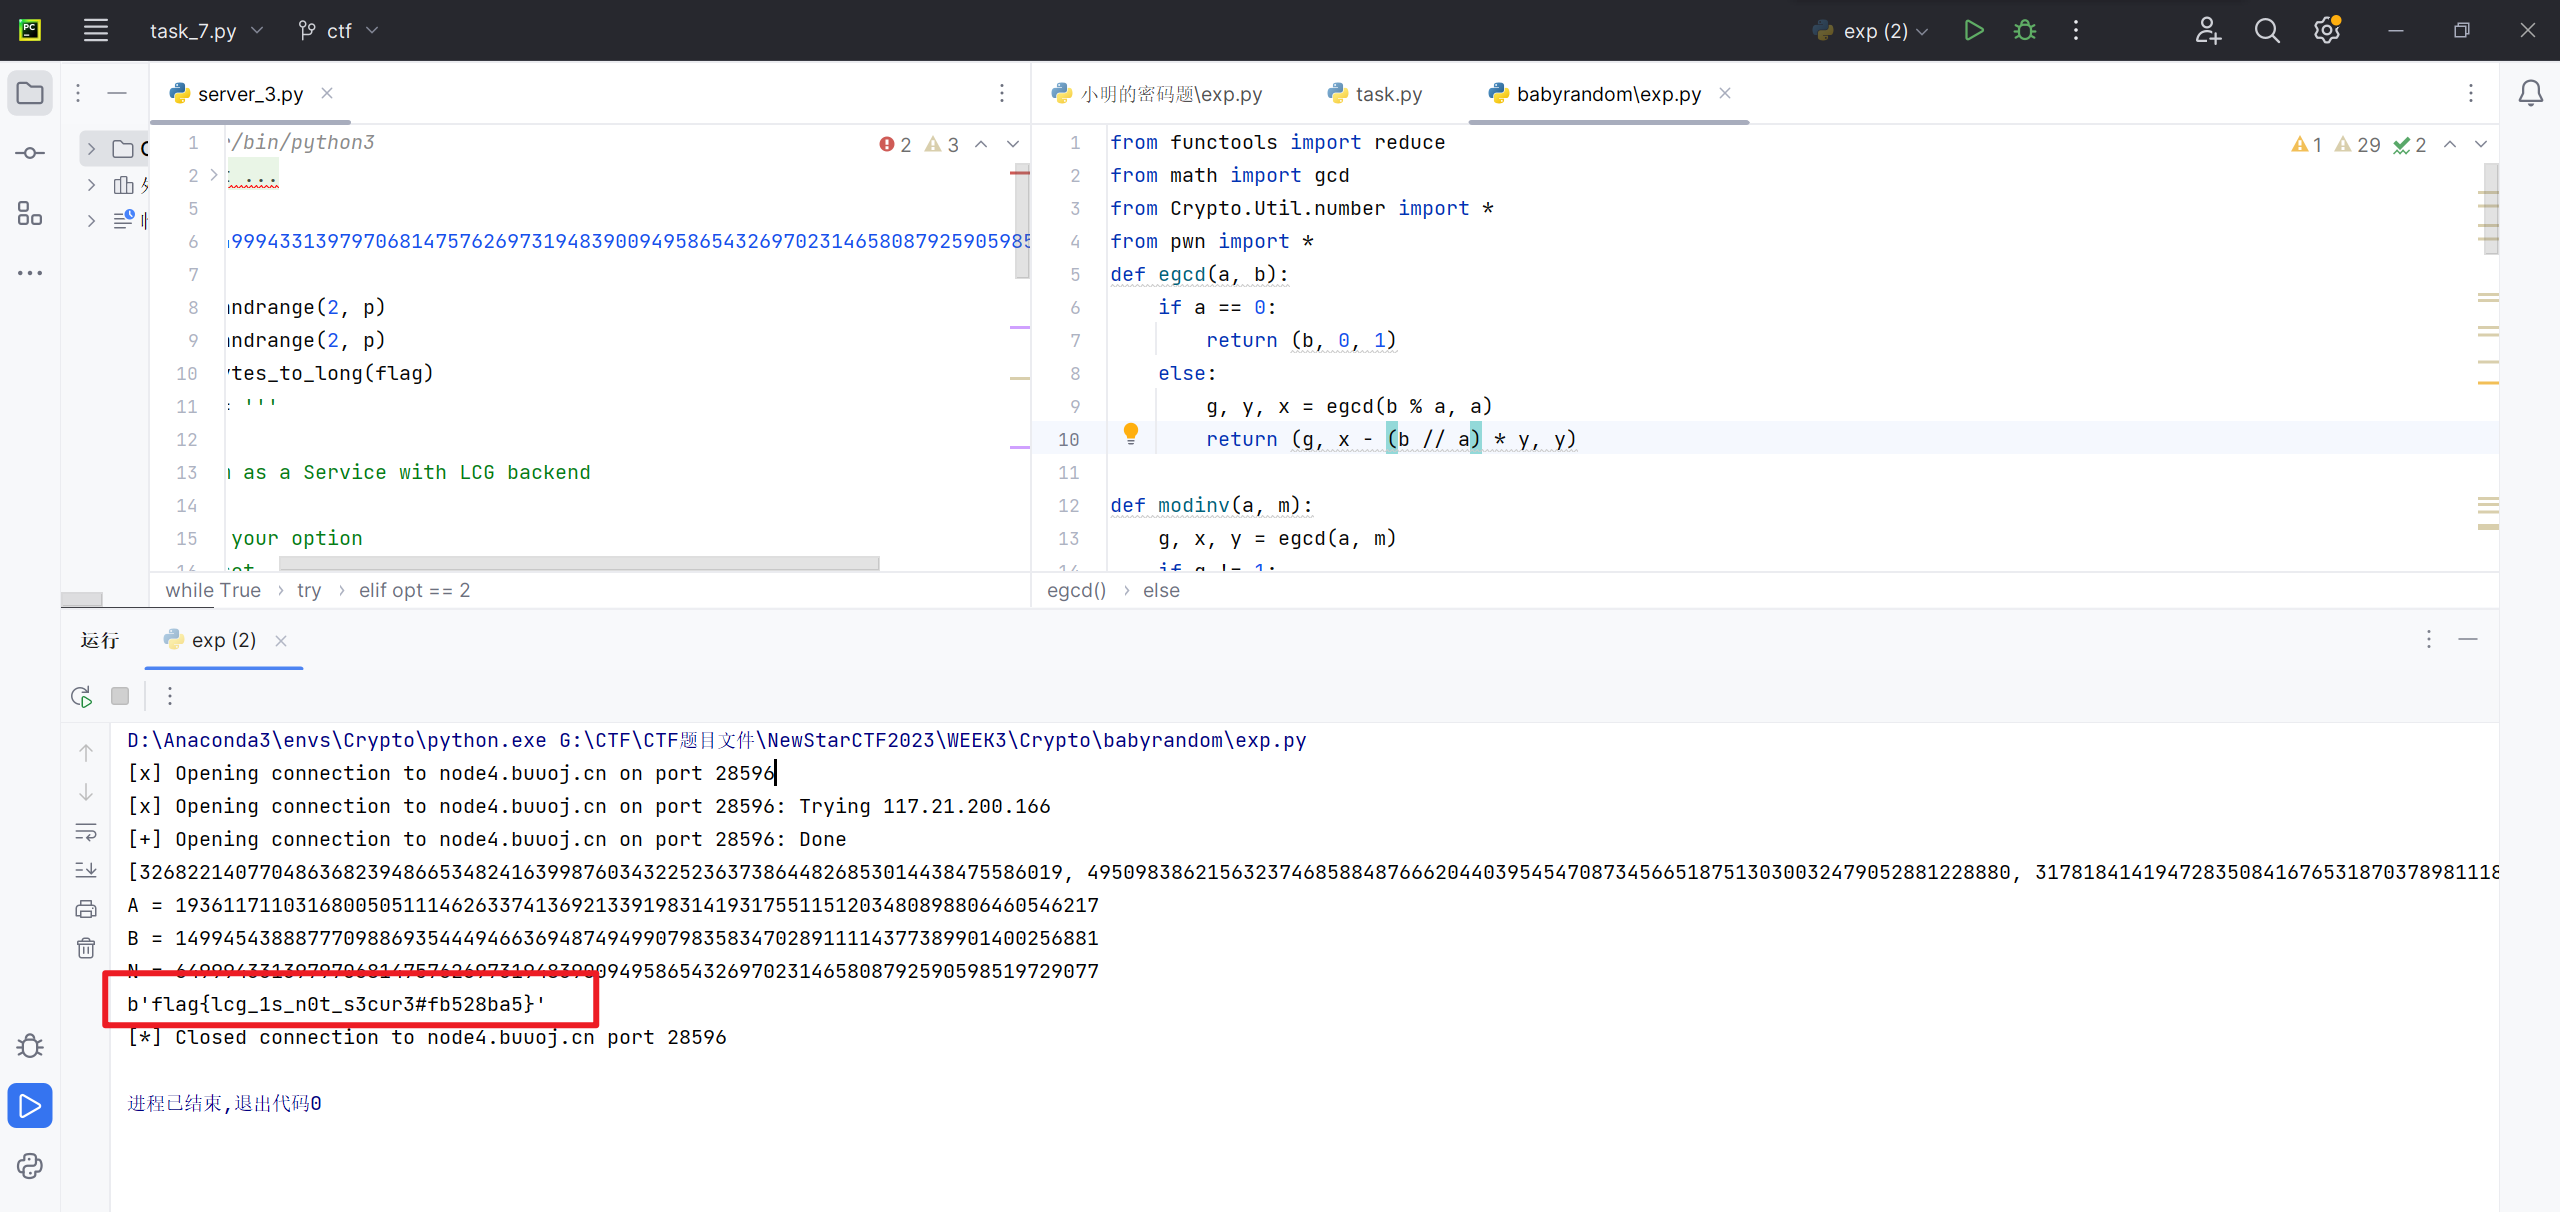 PC task_7.py ctf exp (2)
server_3.py
小明的密码题\exp.py task.py babyrandom\exp.py
2 3
1 29 2
1 /bin/python3
2 ...
5
6 9994331397970681475762697319483900949586543269702314658087925905985
7
8 ndrange(2, p)
9 ndrange(2, p)
10 tes_to_long(flag)
11 = '''
12
13 as a Service with LCG backend
14
15 your option
while True › try › elif opt == 2
1 from functools import reduce
2 from math import gcd
3 from Crypto.Util.number import *
4 from pwn import *
5 def egcd(a, b):
6 if a == 0:
7 return (b, 0, 1)
8 else:
9 g, y, x = egcd(b % a, a)
10 return (g, x - (b // a) * y, y)
11
12 def modinv(a, m):
13 g, x, y = egcd(a, m)
14 if g != 1:
egcd() › else
运行 exp (2)
D:\Anaconda3\envs\Crypto\python.exe G:\CTF\CTF题目文件\NewStarCTF2023\WEEK3\Crypto\babyrandom\exp.py
[x] Opening connection to node4.buuoj.cn on port 28596
[x] Opening connection to node4.buuoj.cn on port 28596: Trying 117.21.200.166
[+] Opening connection to node4.buuoj.cn on port 28596: Done
[32682214077048636823948665348241639987603432252363738644826853014438475586019, 49509838621563237468588487666204403954547087345665187513030032479052881228880, 317818414194728350841676531870378981118
A = 19361171103168005051114626337413692133919831419317551151203480898806460546217
B = 14994543888777098869354449466369487494990798358347028911114377389901400256881
N = 64999433139797068147576269731948390094958654326970231465808792590598519729077
b'flag{lcg_1s_n0t_s3cur3#fb528ba5}'
[*] Closed connection to node4.buuoj.cn port 28596
进程已结束,退出代码0